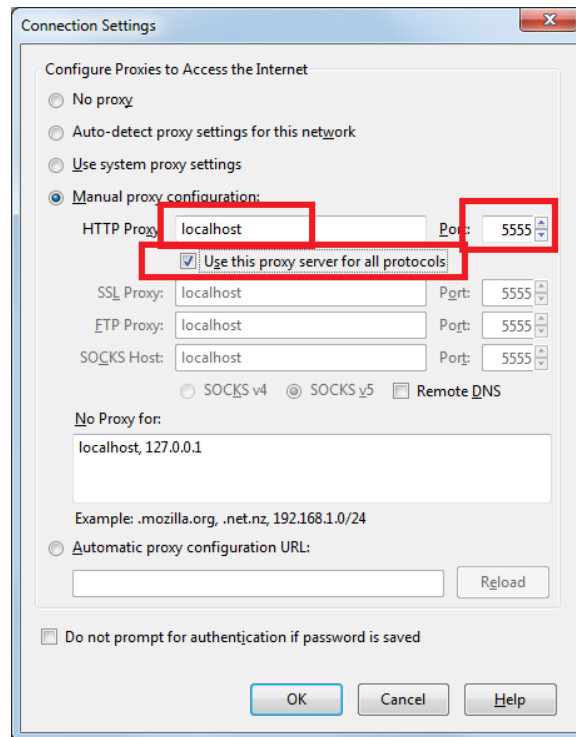 Connection Settings
Configure Proxies to Access the Internet
No proxy
Auto-detect proxy settings for this network
Use system proxy settings
Manual proxy configuration:
HTTP Proxy localhost Port: 5555
Use this proxy server for all protocols
SSL Proxy: localhost Port: 5555
FTP Proxy: localhost Port: 5555
SOCKS Host: localhost Port: 5555
SOCKS v4 SOCKS v5 Remote DNS
No Proxy for:
localhost, 127.0.0.1
Example: .mozilla.org, .net.nz, 192.168.1.0/24
Automatic proxy configuration URL:
Reload
Do not prompt for authentication if password is saved
OK Cancel Help